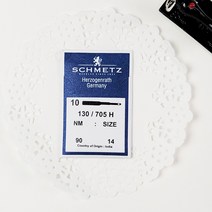 SCHMETZ
Herzogenrath
Germany
10
130 / 705 H
NM : SIZE
90 14
Country of Origin : India